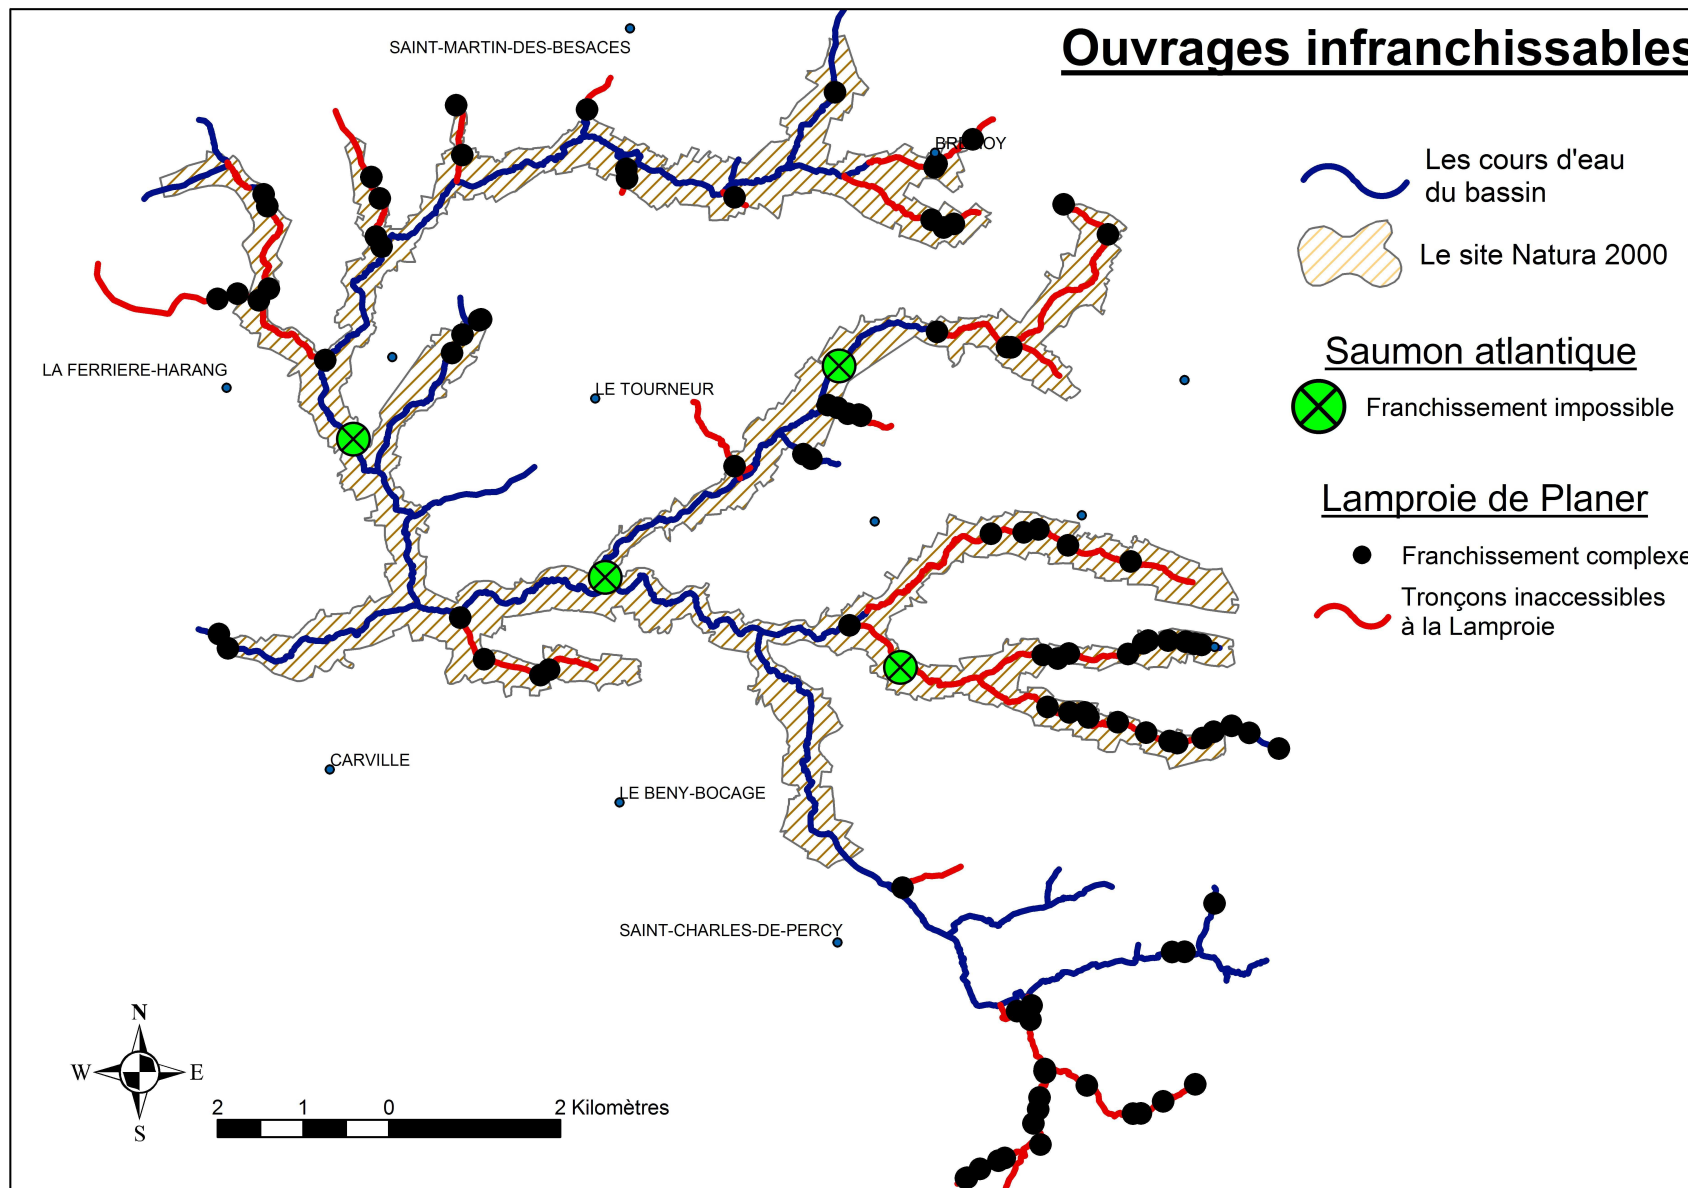 Ouvrages infranchissables
SAINT-MARTIN-DES-BESACES
Les cours d'eau
du bassin
Le site Natura 2000
LA FERRIERE-HARANG
LE TOURNEUR
Saumon atlantique
Franchissement impossible
Lamproie de Planer
Franchissement complexe
Tronçons inaccessibles
à la Lamproie
CARVILLE
LE BENY-BOCAGE
SAINT-CHARLES-DE-PERCY
N
W E
S
2 1 0 2 Kilomètres